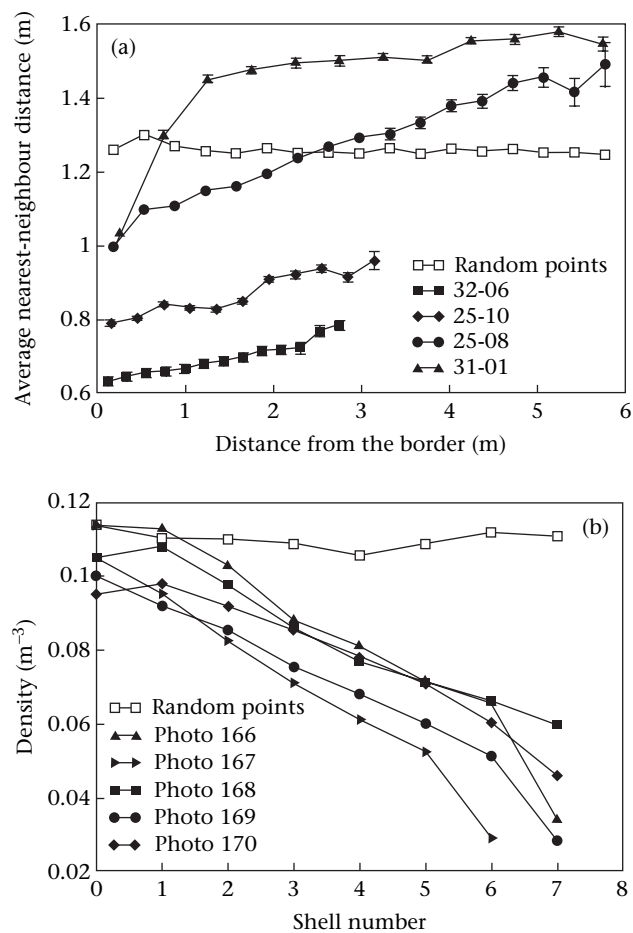 1.6
(a)
1.4
1.2
1
0.8
0.6
Average nearest-neighbour distance (m)
Random points
32-06
25-10
25-08
31-01
0 1 2 3 4 5 6
Distance from the border (m)
0.12
(b)
0.1
0.08
0.06
0.04
0.02
Density (m⁻³)
Random points
Photo 166
Photo 167
Photo 168
Photo 169
Photo 170
0 1 2 3 4 5 6 7 8
Shell number